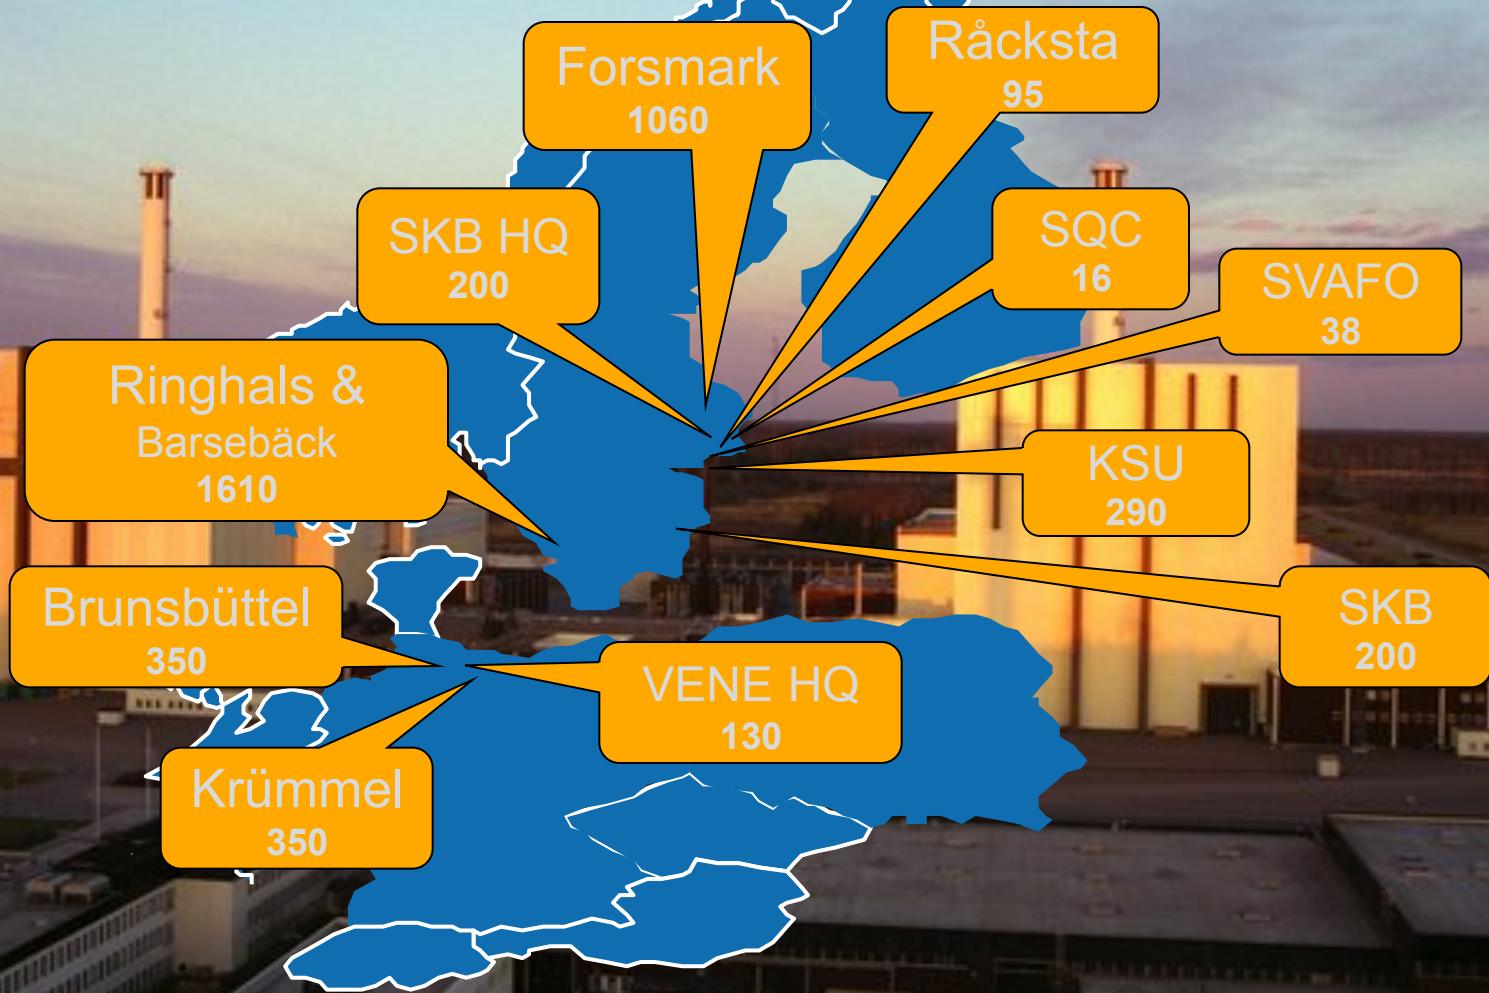 Forsmark
1060
Råcksta
95
SKB HQ
200
SQC
16
SVAFO
38
Ringhals &
Barsebäck
1610
KSU
290
Brunsbüttel
350
VENE HQ
130
SKB
200
Krümmel
350